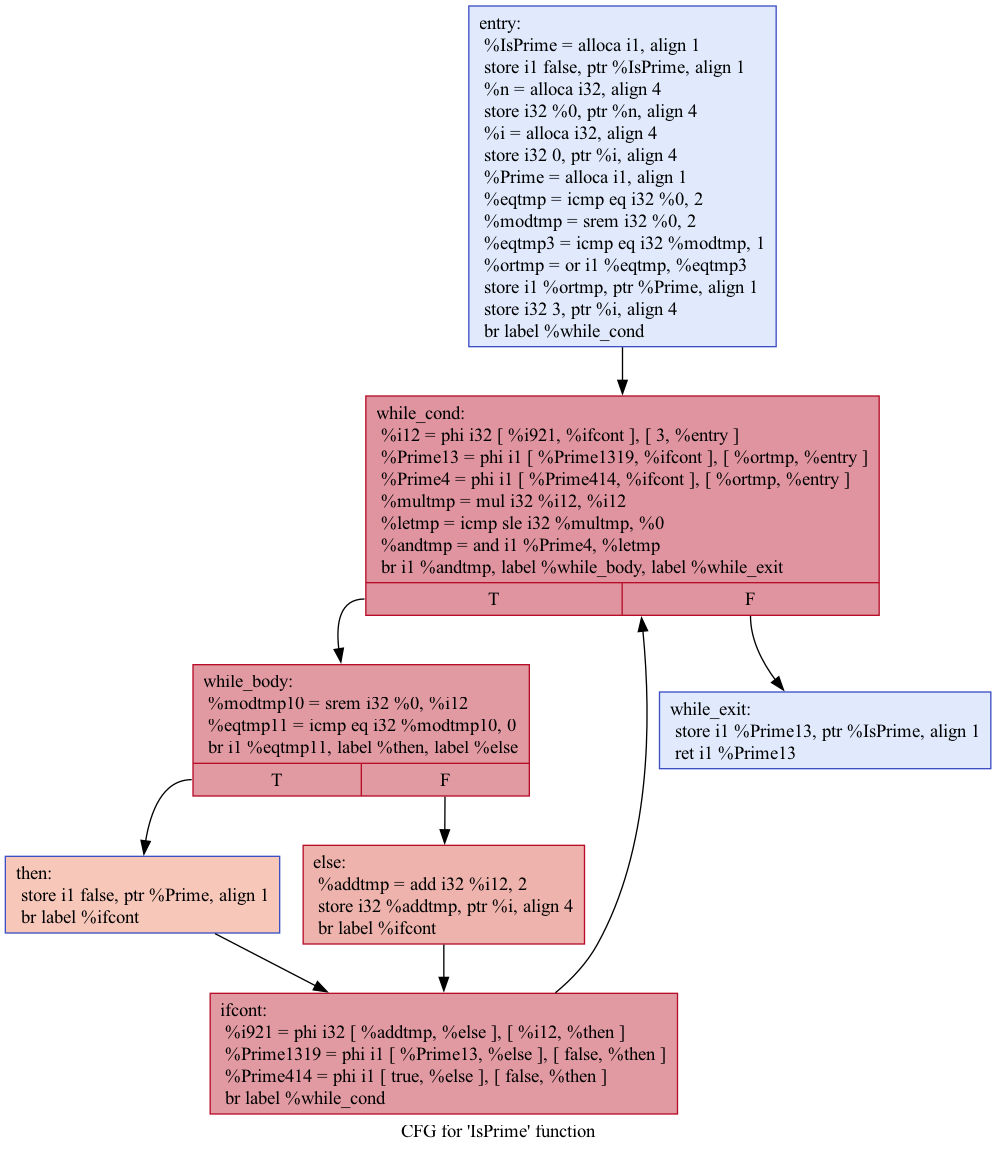 entry:
%IsPrime = alloca i1, align 1
store i1 false, ptr %IsPrime, align 1
%n = alloca i32, align 4
store i32 %0, ptr %n, align 4
%i = alloca i32, align 4
store i32 0, ptr %i, align 4
%Prime = alloca i1, align 1
%eqtmp = icmp eq i32 %0, 2
%modtmp = srem i32 %0, 2
%eqtmp3 = icmp eq i32 %modtmp, 1
%ortmp = or i1 %eqtmp, %eqtmp3
store i1 %ortmp, ptr %Prime, align 1
store i32 3, ptr %i, align 4
br label %while_cond
while_cond:
%i12 = phi i32 [ %i921, %ifcont ], [ 3, %entry ]
%Prime13 = phi i1 [ %Prime1319, %ifcont ], [ %ortmp, %entry ]
%Prime4 = phi i1 [ %Prime414, %ifcont ], [ %ortmp, %entry ]
%multmp = mul i32 %i12, %i12
%letmp = icmp sle i32 %multmp, %0
%andtmp = and i1 %Prime4, %letmp
br i1 %andtmp, label %while_body, label %while_exit
T
F
while_body:
%modtmp10 = srem i32 %0, %i12
%eqtmp11 = icmp eq i32 %modtmp10, 0
br i1 %eqtmp11, label %then, label %else
T
F
while_exit:
store i1 %Prime13, ptr %IsPrime, align 1
ret i1 %Prime13
then:
store i1 false, ptr %Prime, align 1
br label %ifcont
else:
%addtmp = add i32 %i12, 2
store i32 %addtmp, ptr %i, align 4
br label %ifcont
ifcont:
%i921 = phi i32 [ %addtmp, %else ], [ %i12, %then ]
%Prime1319 = phi i1 [ %Prime13, %else ], [ false, %then ]
%Prime414 = phi i1 [ true, %else ], [ false, %then ]
br label %while_cond
CFG for 'IsPrime' function